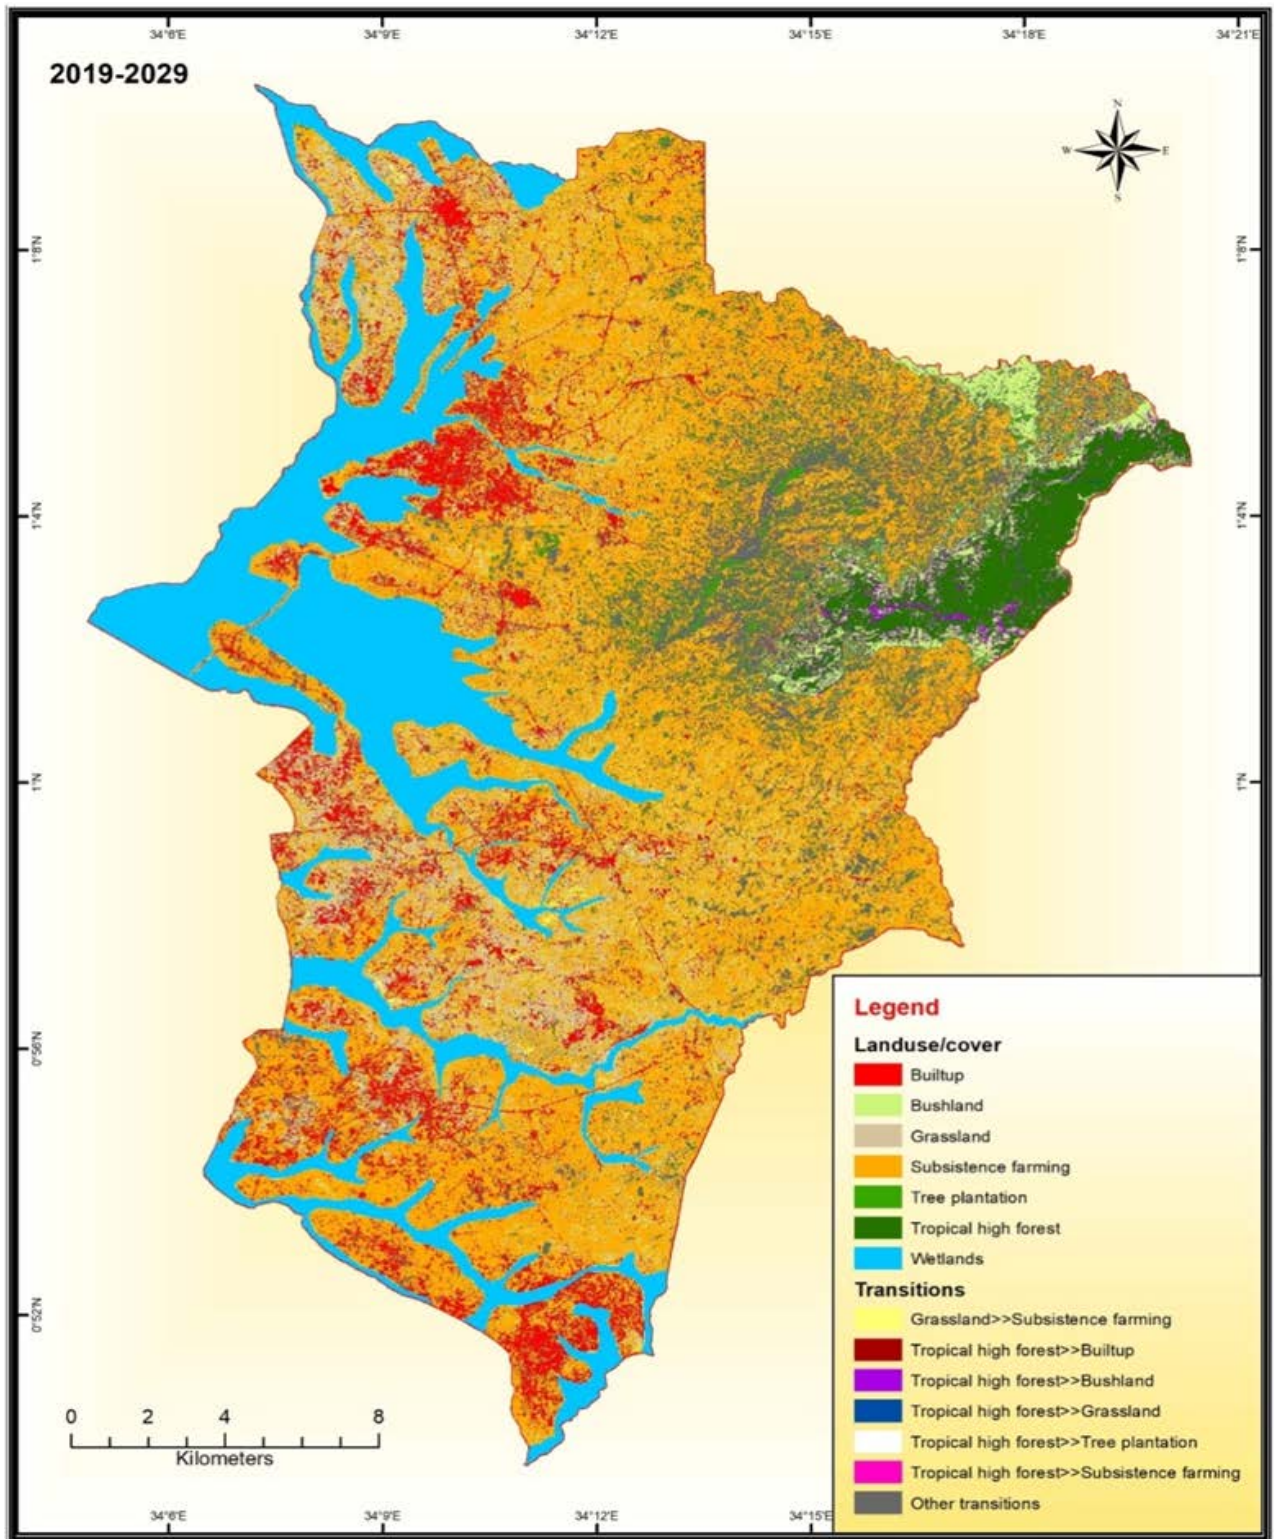 34°6'E 34°9'E 34°12'E 34°15'E 34°18'E 34°21'E
2019-2029
N
W E
S
1°8'N 1°8'N
1°4'N 1°4'N
1°N 1°N
0°56'N
0°52'N
Legend
Landuse/cover
Builtup
Bushland
Grassland
Subsistence farming
Tree plantation
Tropical high forest
Wetlands
Transitions
Grassland>>Subsistence farming
Tropical high forest>>Builtup
Tropical high forest>>Bushland
Tropical high forest>>Grassland
Tropical high forest>>Tree plantation
Tropical high forest>>Subsistence farming
Other transitions
0 2 4 8
Kilometers
34°6'E 34°9'E 34°12'E 34°15'E